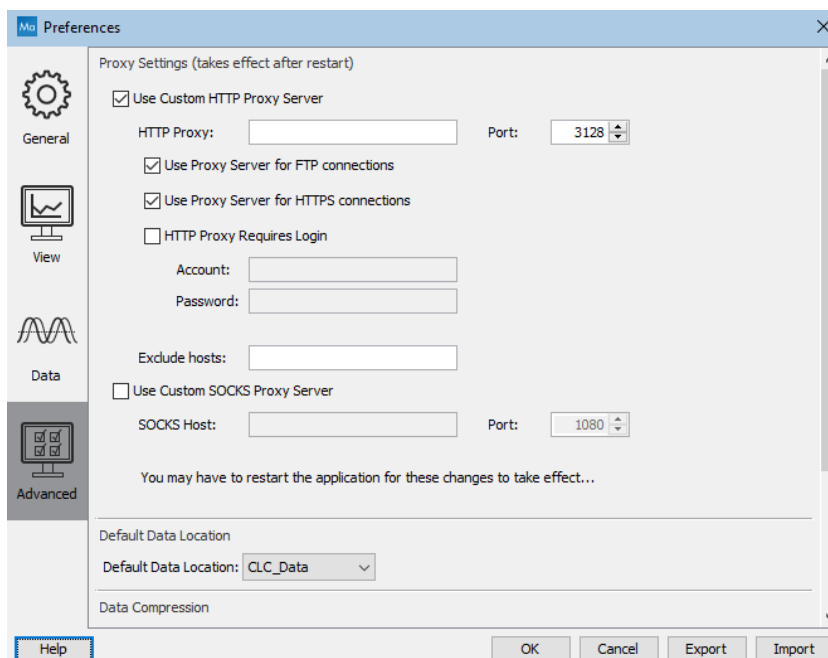 Ma Preferences
General
View
Data
Advanced
Proxy Settings (takes effect after restart)
Use Custom HTTP Proxy Server
HTTP Proxy: Port: 3128
Use Proxy Server for FTP connections
Use Proxy Server for HTTPS connections
HTTP Proxy Requires Login
Account:
Password:
Exclude hosts:
Use Custom SOCKS Proxy Server
SOCKS Host: Port: 1080
You may have to restart the application for these changes to take effect...
Default Data Location
Default Data Location: CLC_Data
Data Compression
Help OK Cancel Export Import